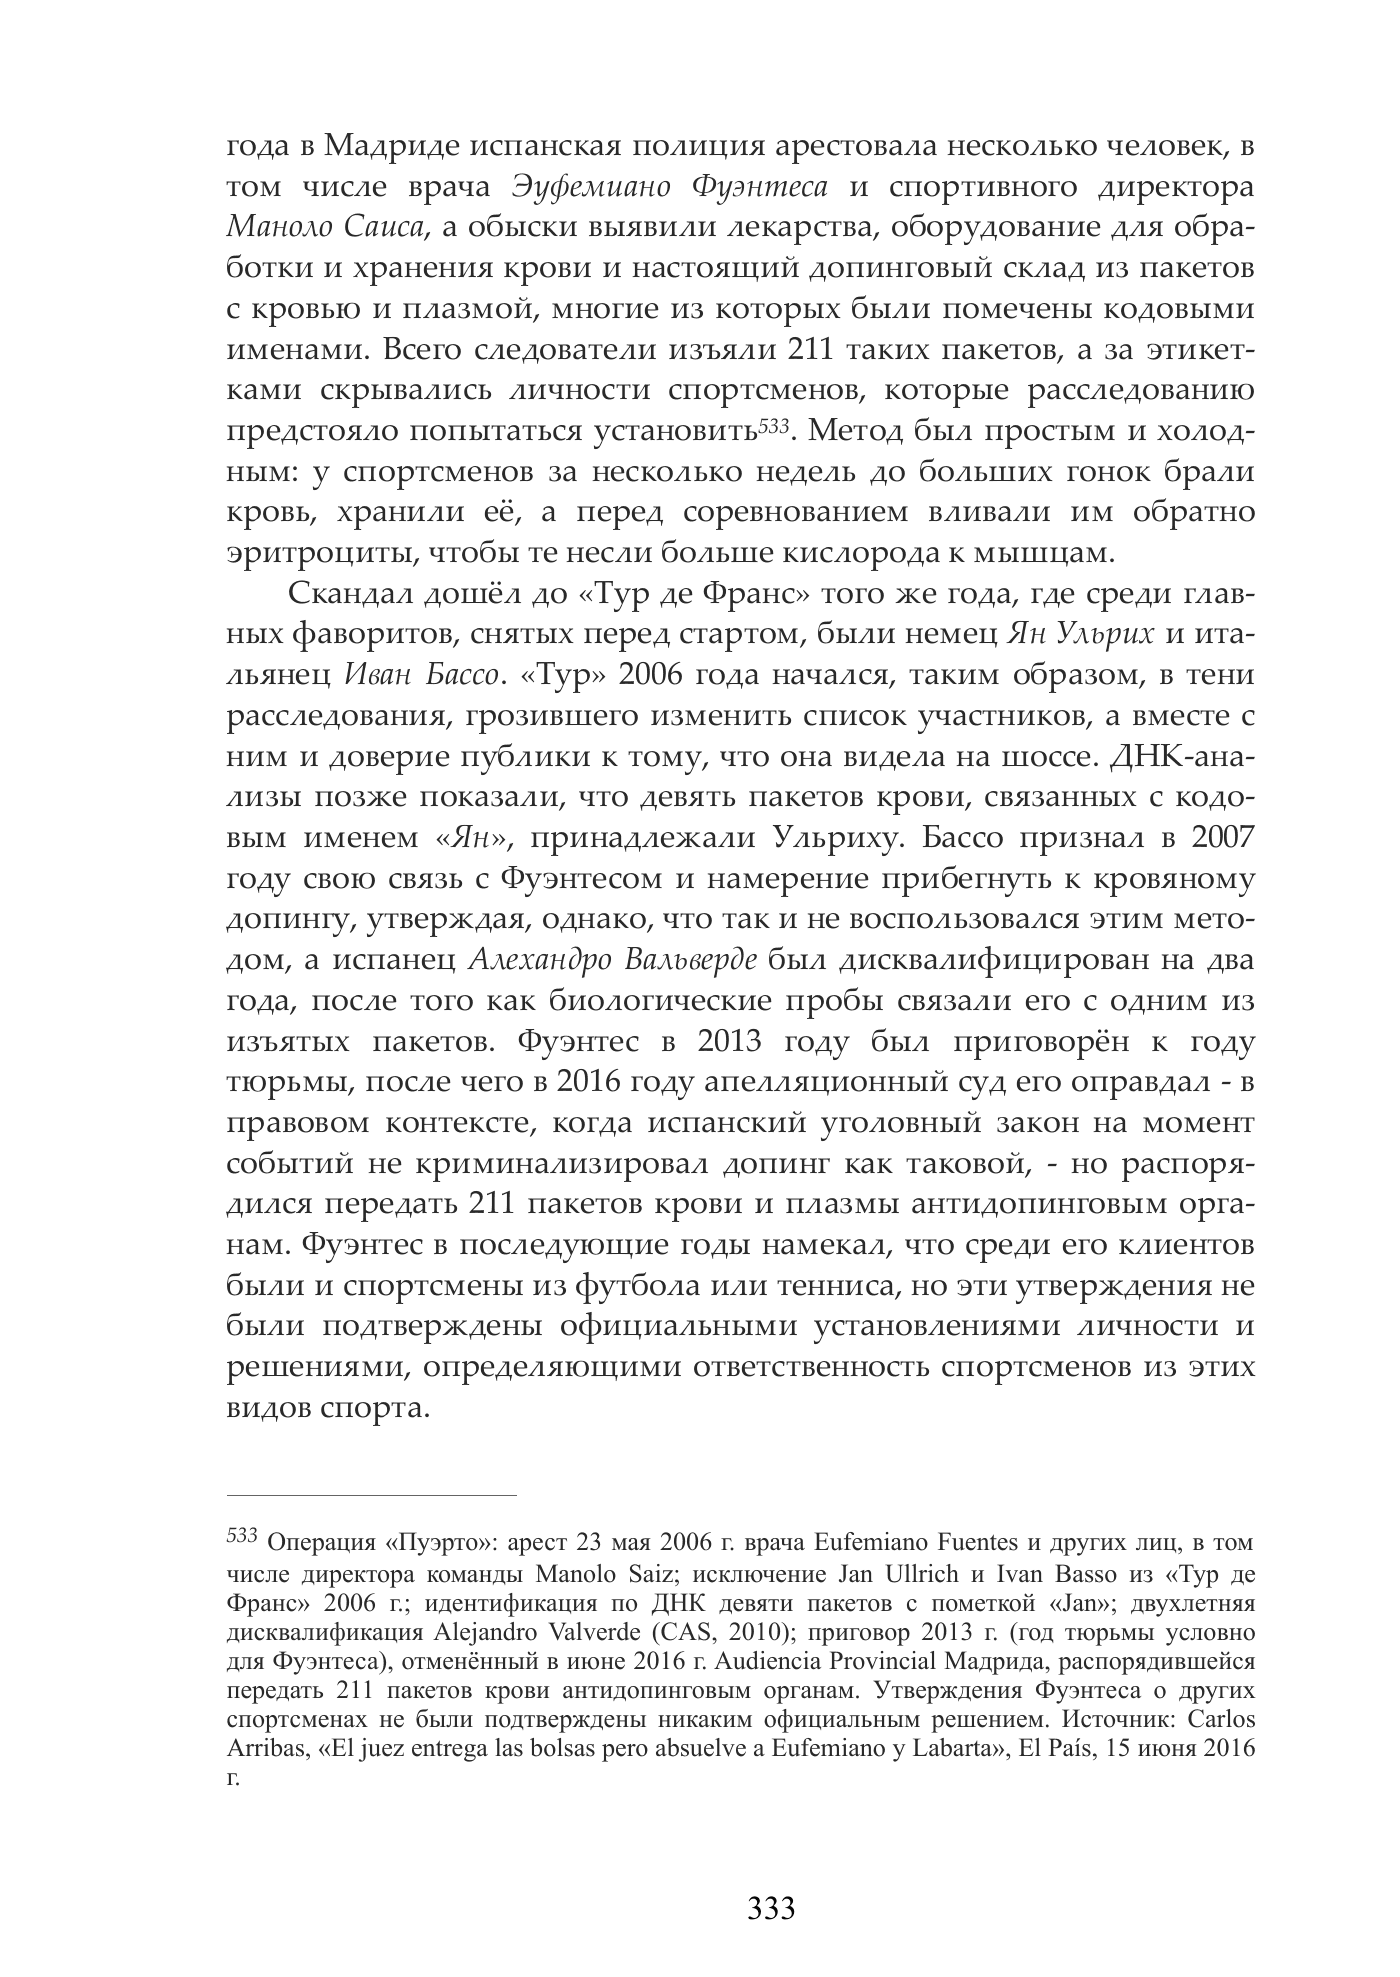 года в Мадриде испанская полиция арестовала несколько человек, в
том числе врача Эуфемиано Фуэнтеса и спортивного директора
Маноло Саиса, а обыски выявили лекарства, оборудование для обра-
ботки и хранения крови и настоящий допинговый склад из пакетов
с кровью и плазмой, многие из которых были помечены кодовыми
именами. Всего следователи изъяли 211 таких пакетов, а за этикет-
ками скрывались личности спортсменов, которые расследованию
предстояло попытаться установить533. Метод был простым и холод-
ным: у спортсменов за несколько недель до больших гонок брали
кровь, хранили её, а перед соревнованием вливали им обратно
эритроциты, чтобы те несли больше кислорода к мышцам.
Скандал дошёл до «Тур де Франс» того же года, где среди глав-
ных фаворитов, снятых перед стартом, были немец Ян Ульрих и ита-
льянец Иван Бассо. «Тур» 2006 года начался, таким образом, в тени
расследования, грозившего изменить список участников, а вместе с
ним и доверие публики к тому, что она видела на шоссе. ДНК-ана-
лизы позже показали, что девять пакетов крови, связанных с кодо-
вым именем «Ян», принадлежали Ульриху. Бассо признал в 2007
году свою связь с Фуэнтесом и намерение прибегнуть к кровяному
допингу, утверждая, однако, что так и не воспользовался этим мето-
дом, а испанец Алехандро Вальверде был дисквалифицирован на два
года, после того как биологические пробы связали его с одним из
изъятых пакетов. Фуэнтес в 2013 году был приговорён к году
тюрьмы, после чего в 2016 году апелляционный суд его оправдал - в
правовом контексте, когда испанский уголовный закон на момент
событий не криминализировал допинг как таковой, - но распоря-
дился передать 211 пакетов крови и плазмы антидопинговым орга-
нам. Фуэнтес в последующие годы намекал, что среди его клиентов
были и спортсмены из футбола или тенниса, но эти утверждения не
были подтверждены официальными установлениями личности и
решениями, определяющими ответственность спортсменов из этих
видов спорта.
533 Операция «Пуэрто»: арест 23 мая 2006 г. врача Eufemiano Fuentes и других лиц, в том
числе директора команды Manolo Saiz; исключение Jan Ullrich и Ivan Basso из «Тур де
Франс» 2006 г.; идентификация по ДНК девяти пакетов с пометкой «Jan»; двухлетняя
дисквалификация Alejandro Valverde (CAS, 2010); приговор 2013 г. (год тюрьмы условно
для Фуэнтеса), отменённый в июне 2016 г. Audiencia Provincial Мадрида, распорядившейся
передать 211 пакетов крови антидопинговым органам. Утверждения Фуэнтеса о других
спортсменах не были подтверждены никаким официальным решением. Источник: Carlos
Arribas, «El juez entrega las bolsas pero absuelve a Eufemiano y Labarta», El País, 15 июня 2016
г.
333